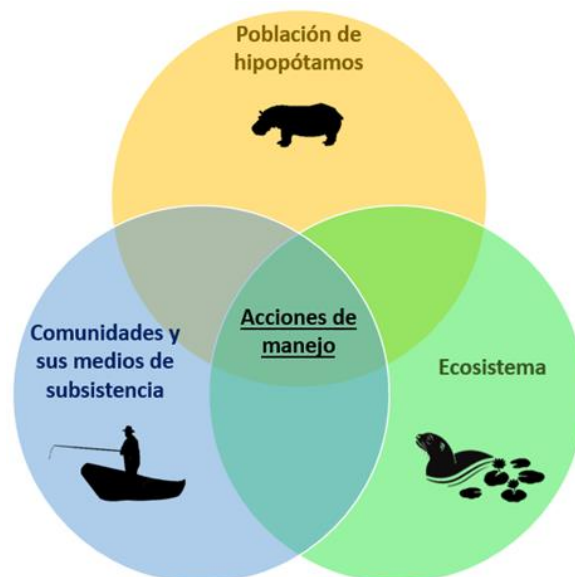 Población de
hipopótamos
Comunidades y
sus medios de
subsistencia
Acciones de
manejo
Ecosistema